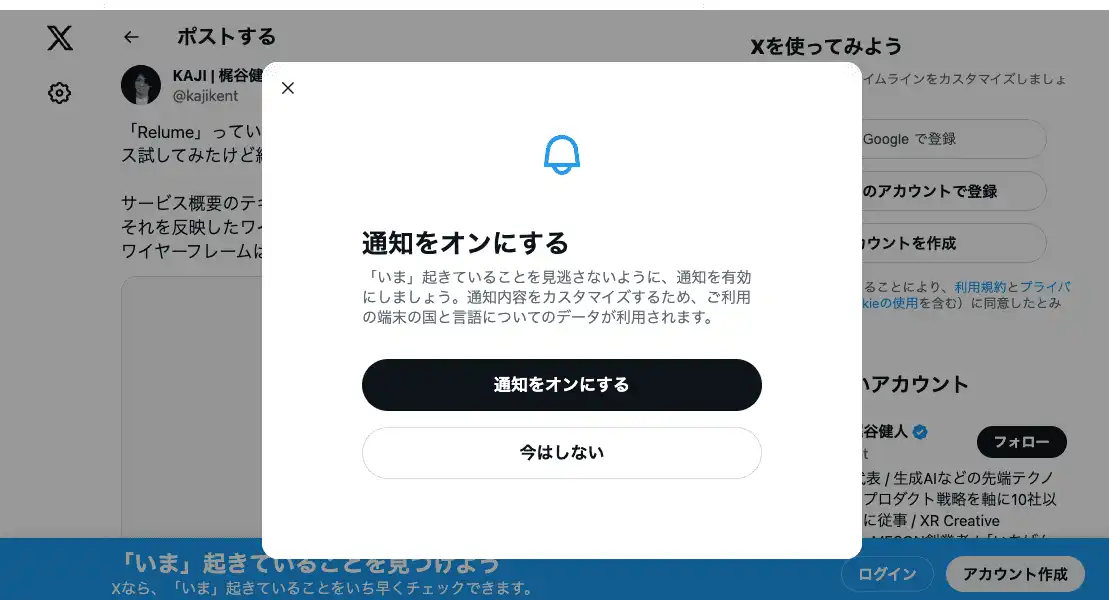 ポストする
KAJI | 梶谷健
@kajikent
「Relume」ってい
ス試してみたけど
サービス概要のテキ
それを反映したワイ
ワイヤーフレームは
通知をオンにする
「いま」起きていることを見逃さないように、通知を有効
にしましょう。通知内容をカスタマイズするため、ご利用
の端末の国と言語についてのデータが利用されます。
通知をオンにする
今はしない
Xを使ってみよう
イムラインをカスタマイズしましょ
Google で登録
のアカウントで登録
カウントを作成
ることにより、利用規約とプライバ
kieの使用を含む）に同意したとみ
いアカウント
谷健人
フォロー
t
代表 / 生成AIなどの先端テクノ
プロダクト戦略を軸に10社以
に従事 / XR Creative
「いま」起きていることを見つけよう
Xなら、「いま」起きていることをいち早くチェックできます。
ログイン
アカウント作成